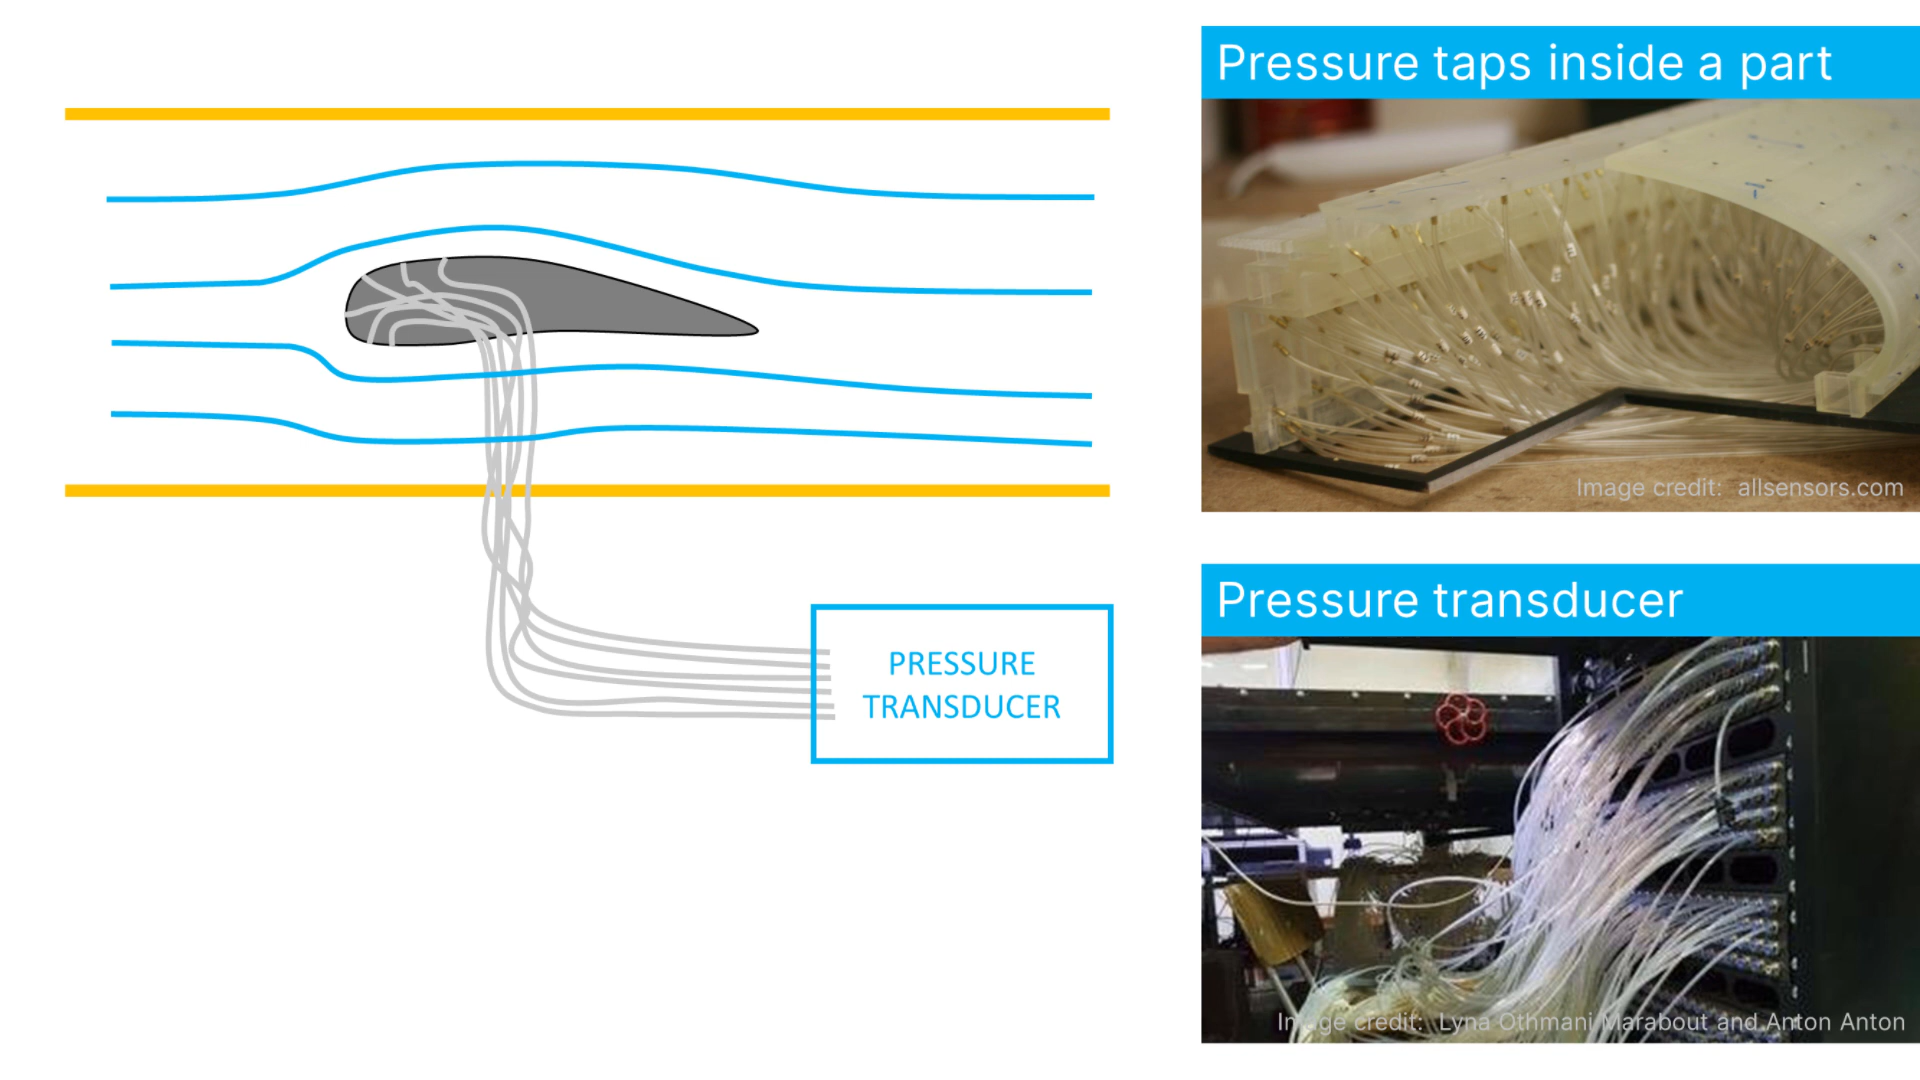 Pressure taps inside a part
Image credit: allsensors.com
PRESSURE
TRANSDUCER
Pressure transducer
Image credit: Lyna Othmani Marabout and Anton Anton